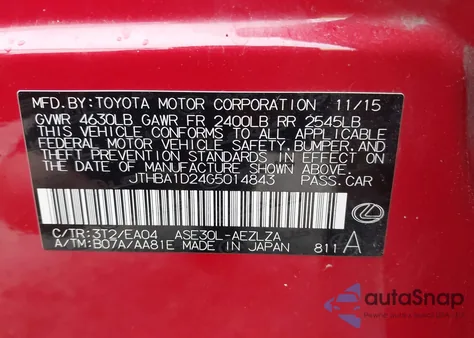 MFD.BY:TOYOTA MOTOR CORPORATION 11/15
GVWR 4630LB GAWR FR 2400LB RR 2545LB
THIS VEHICLE CONFORMS TO ALL APPLICABLE
FEDERAL MOTOR VEHICLE SAFETY,BUMPER,AND
THEFT PREVENTION STANDARDS IN EFFECT ON
THE DATE OF MANUFACTURE SHOWN ABOVE.
JTHBA1D24G5014843 PASS.CAR
C/TR:3T2/EA04 ASE30L-AEZLZA
A/TM:B07A/AA81E MADE IN JAPAN 811 A
autoSnap